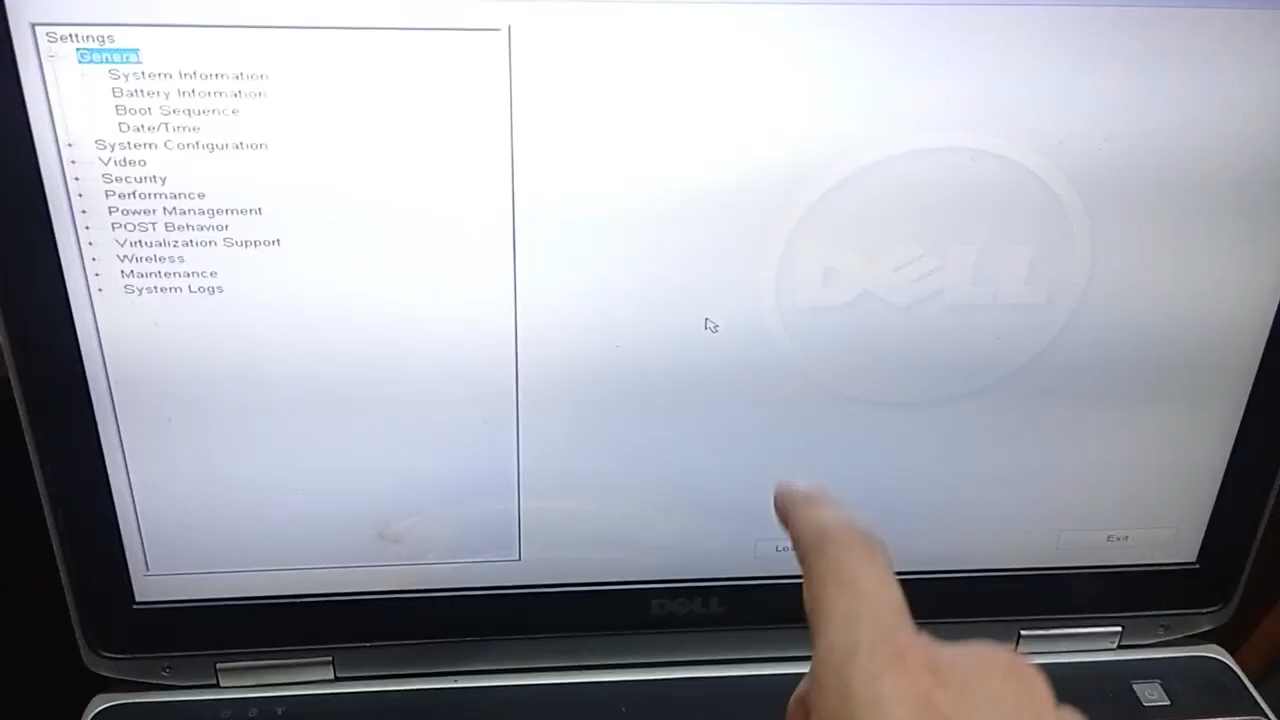 Settings
General
System Information
Battery Information
Boot Sequence
Date/Time
System Configuration
Video
Security
Performance
Power Management
POST Behavior
Virtualization Support
Wireless
Maintenance
System Logs
DELL
Exit
DELL